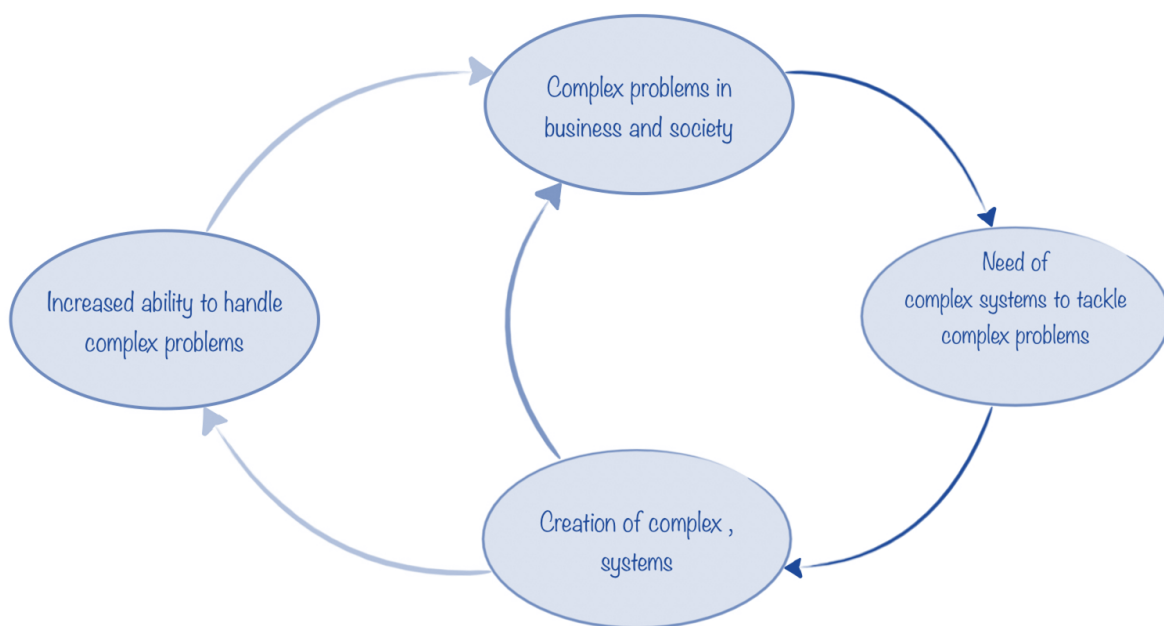 Complex problems in
business and society
Need of
complex systems to tackle
complex problems
Increased ability to handle
complex problems
Creation of complex ,
systems